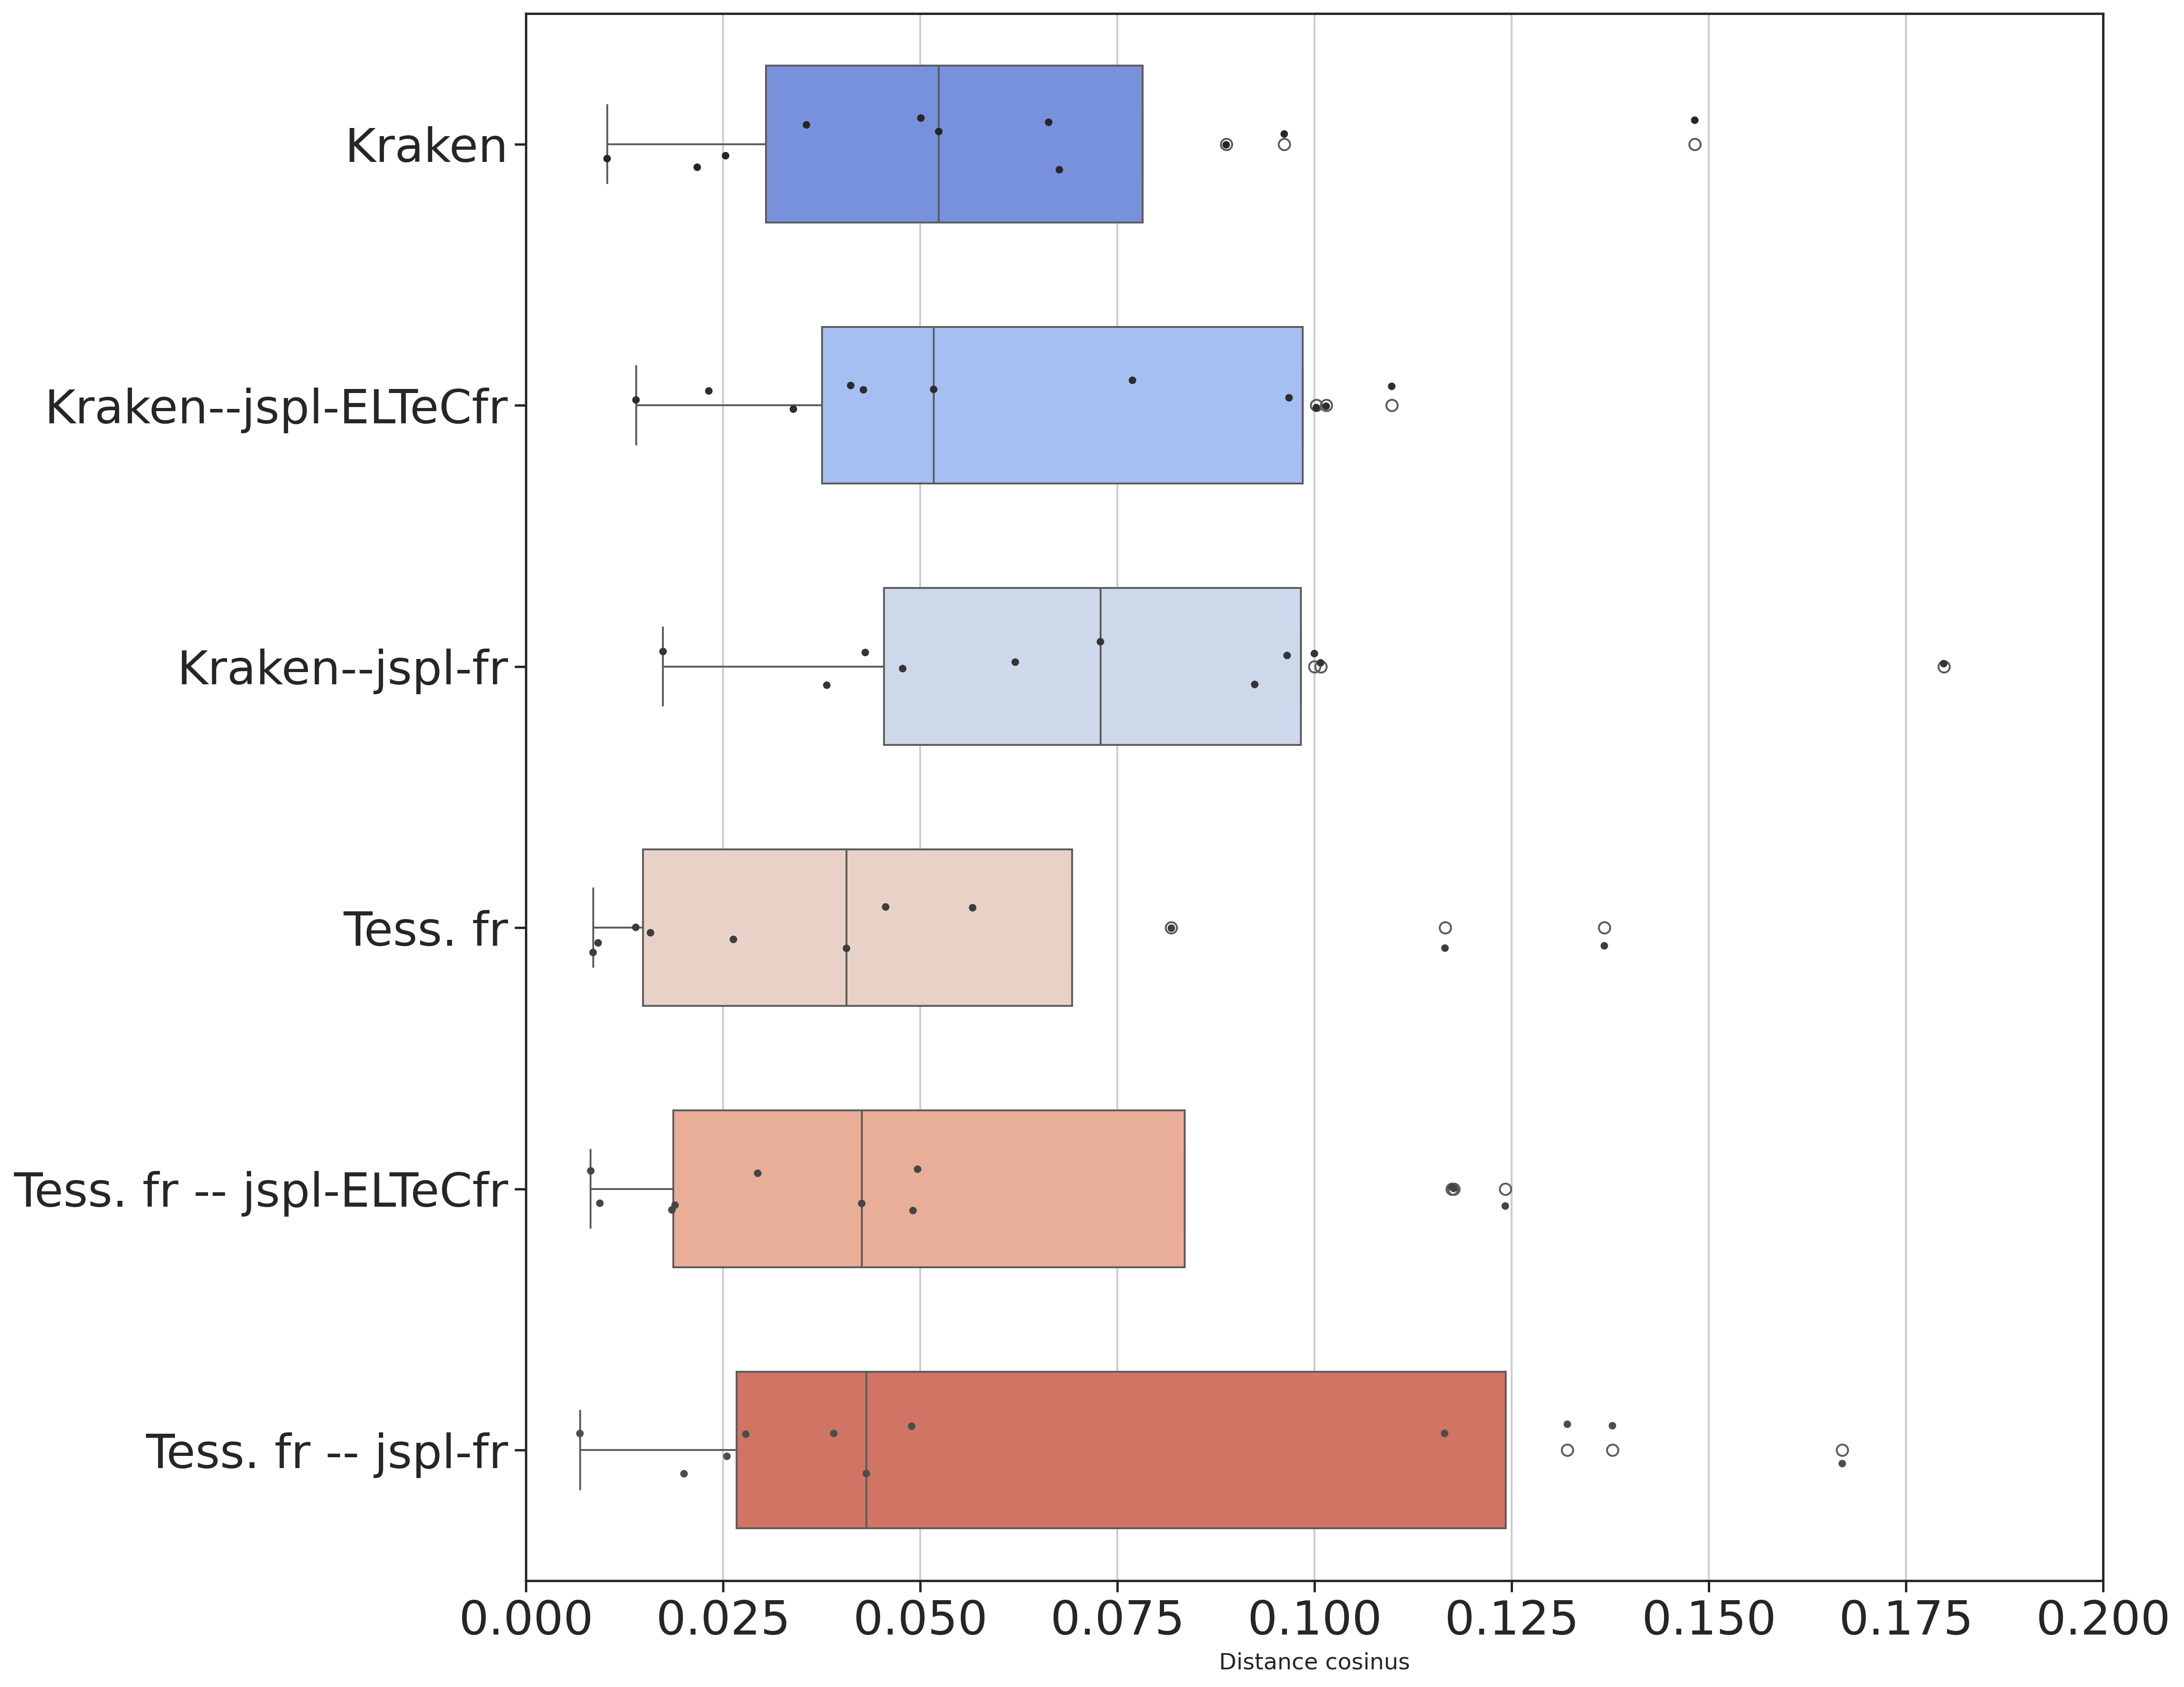 Kraken
Kraken--jspl-ELTeCfr
Kraken--jspl-fr
Tess. fr
Tess. fr -- jspl-ELTeCfr
Tess. fr -- jspl-fr
0.000 0.025 0.050 0.075 0.100 0.125 0.150 0.175 0.200
Distance cosinus